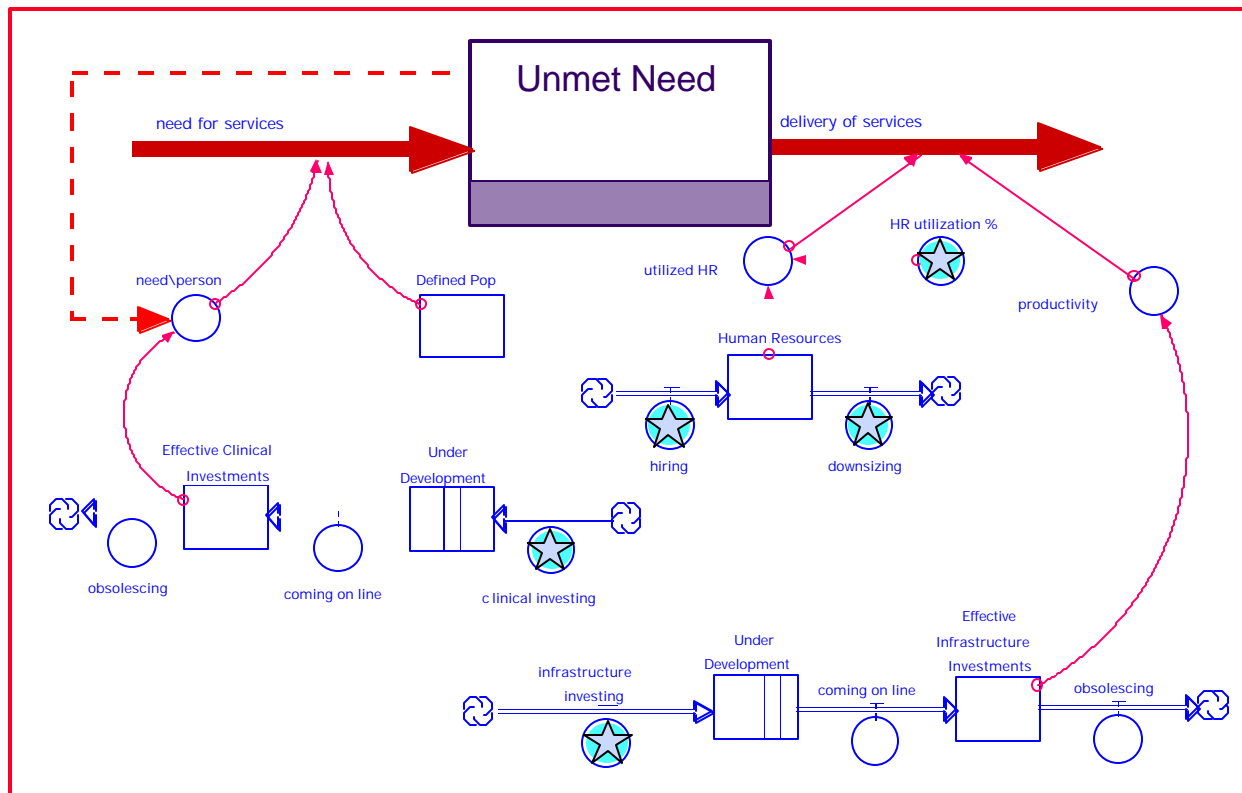 Unmet Need
need for services
delivery of services
HR utilization %
utilized HR
need\person
Defined Pop
productivity
Human Resources
Effective Clinical
Investments
Under
Development
hiring
downsizing
obsolescing
coming on line
clinical investing
Effective
Infrastructure
Investments
Under
Development
infrastructure
investing
coming on line
obsolescing